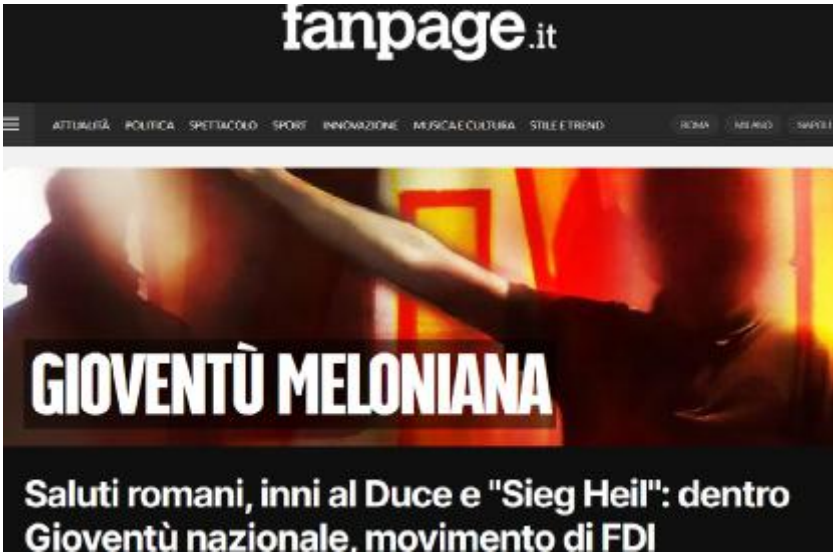 fanpage.it
ATTUALITÀ POLITICA SPETTACOLO SPORT INNOVAZIONE MUSICA E CULTURA STILE E TREND ROMA MILANO NAPOLI
GIOVENTÙ MELONIANA
Saluti romani, inni al Duce e "Sieg Heil": dentro
Gioventù nazionale, movimento di FDI